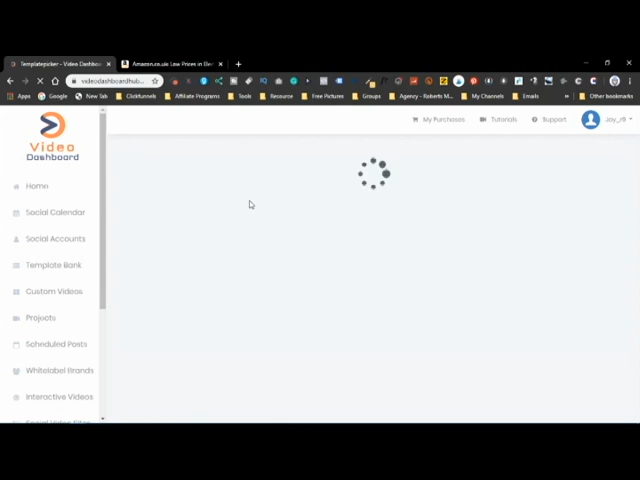 Templatepicker - Video Dashboa
Amazon.co.uk Low Prices in Ele
videodashboardhub.
Apps
Google
New Tab
Clickfunnels
Affiliate Programs
Tools
Resource
Free Pictures
Groups
Agency - Roberts M...
My Channels
Emails
Other bookmarks
Video
Dashboard
My Purchases
Tutorials
Support
Home
Social Calendar
Social Accounts
Template Bank
Custom Videos
Projects
Scheduled Posts
Whitelabel Brands
Interactive Videos